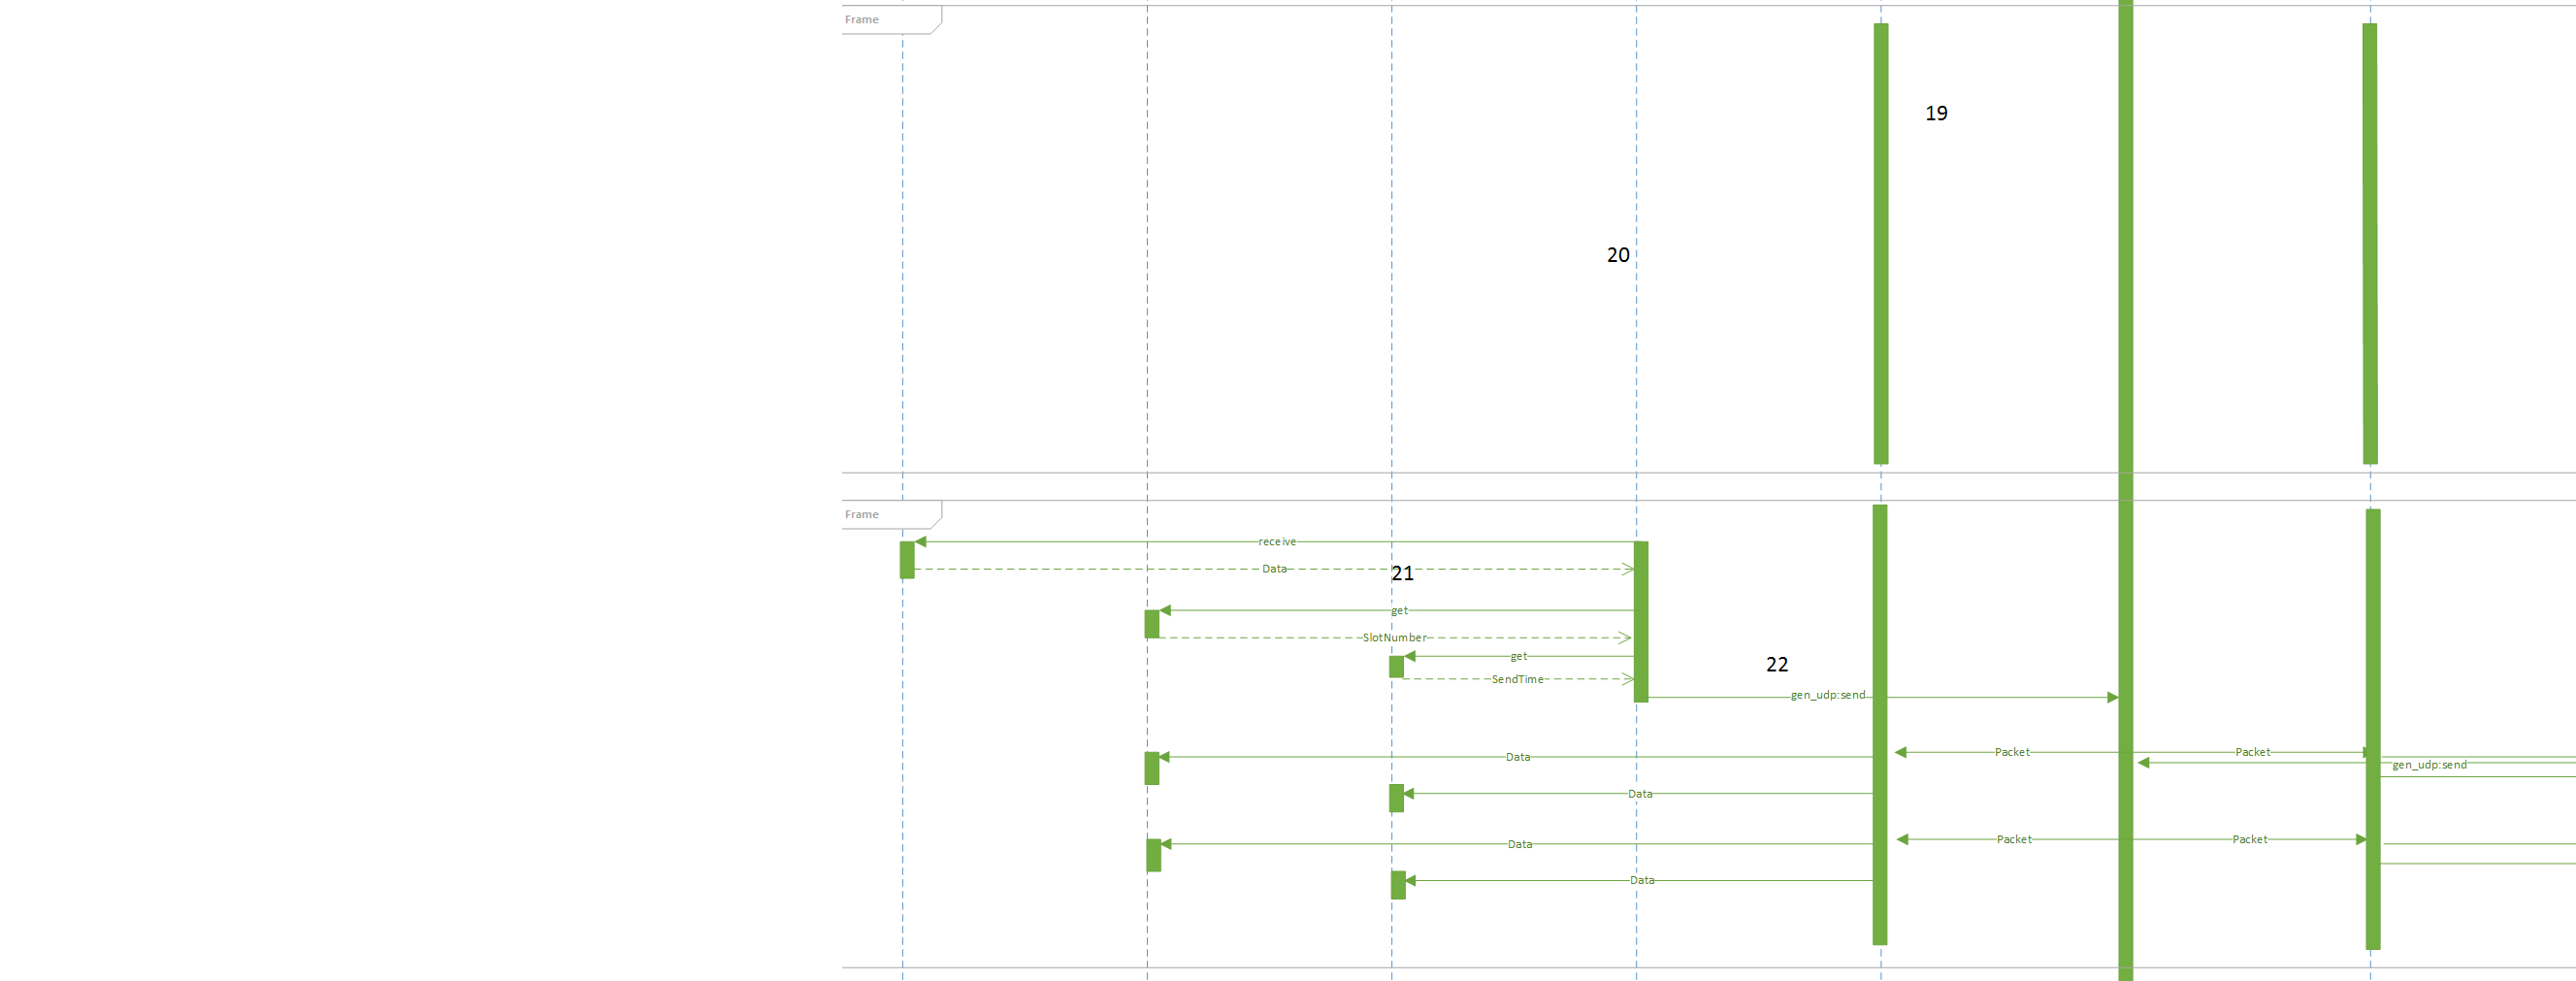 Frame
19
20
Frame
receive
Data
21
get
SlotNumber
get
22
SendTime
gen_udp:send
Packet Packet
Data
gen_udp:send
Data
Packet Packet
Data
Data